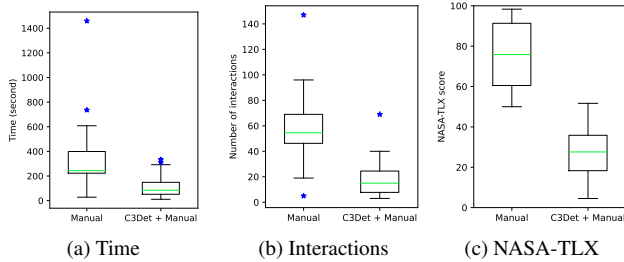 Time (second)
1400
1200
1000
800
600
400
200
0
Manual
C3Det + Manual
(a) Time
Number of interactions
140
120
100
80
60
40
20
0
Manual
C3Det + Manual
(b) Interactions
NASA-TLX score
100
80
60
40
20
0
Manual
C3Det + Manual
(c) NASA-TLX